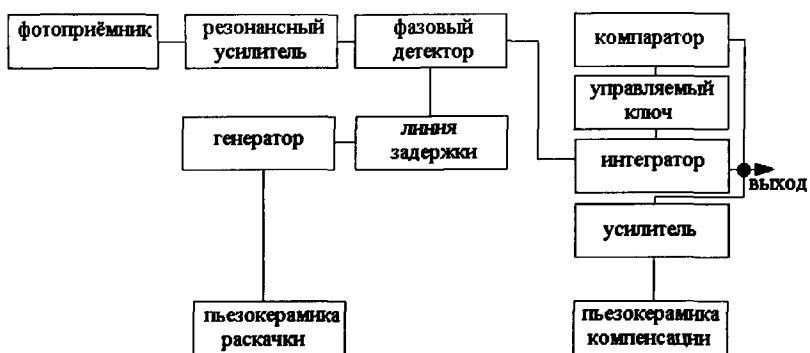 фотоприёмник
резонансный
усилитель
фазовый
детектор
компаратор
управляемый
ключ
генератор
линия
задержки
интегратор
выход
усилитель
пьезокерамика
раскачки
пьезокерамика
компенсации